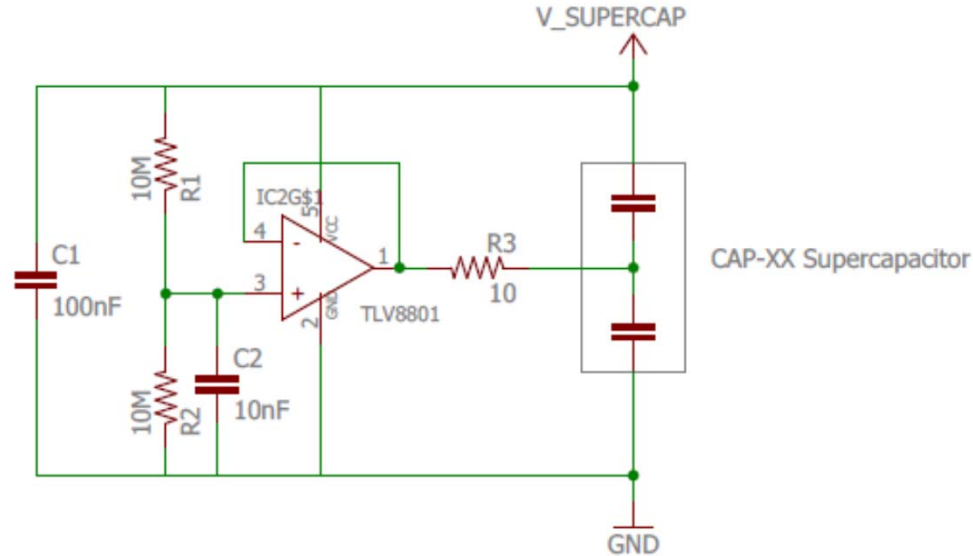 V_SUPERCAP
10M
R1
IC2G$1
5
VCC
4
-
1
3
+
2
GND
TLV8801
R3
10
CAP-XX Supercapacitor
C1
100nF
C2
10nF
10M
R2
GND